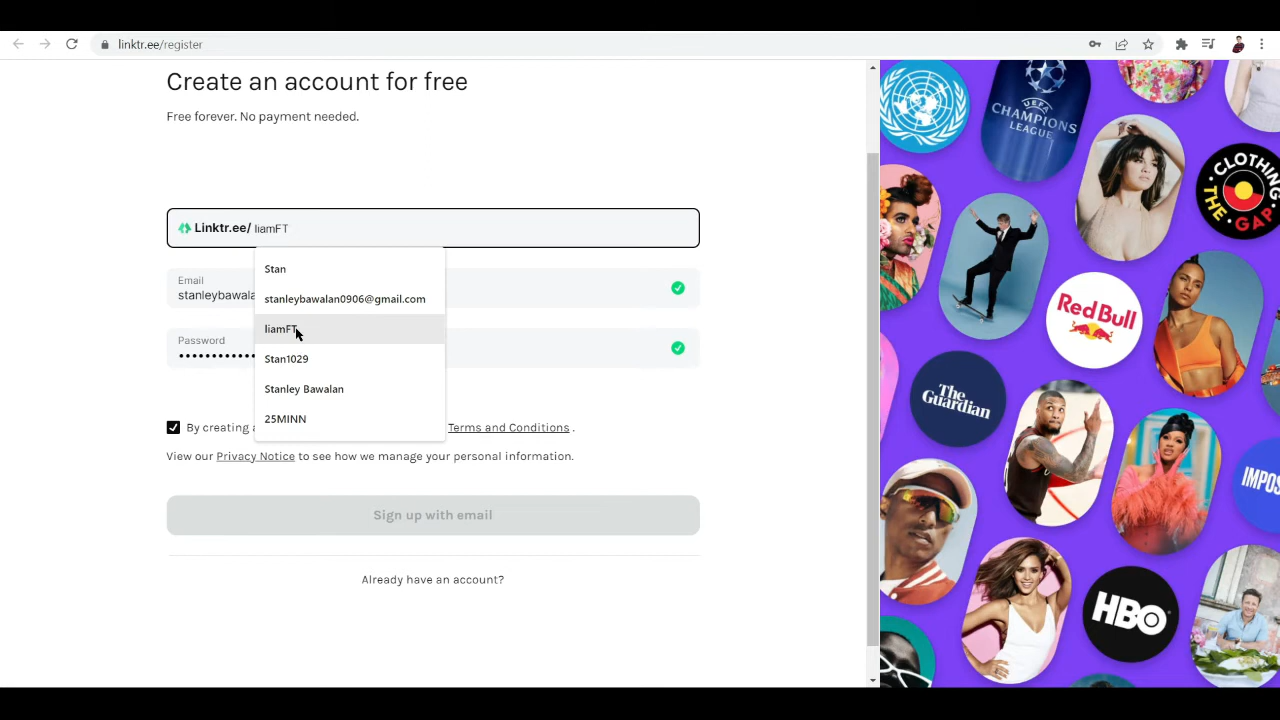 linktr.ee/register
Create an account for free
Free forever. No payment needed.
Linktr.ee/ liamFT
Email
stanleybawala
Password
Stan
stanleybawalan0906@gmail.com
liamFT
Stan1029
Stanley Bawalan
25MINN
By creating a
Terms and Conditions .
View our Privacy Notice to see how we manage your personal information.
Sign up with email
Already have an account?
UEFA
CHAMPIONS
LEAGUE
CLOTHING
THE GAP
Red Bull
The
Guardian
IMPOS
HBO